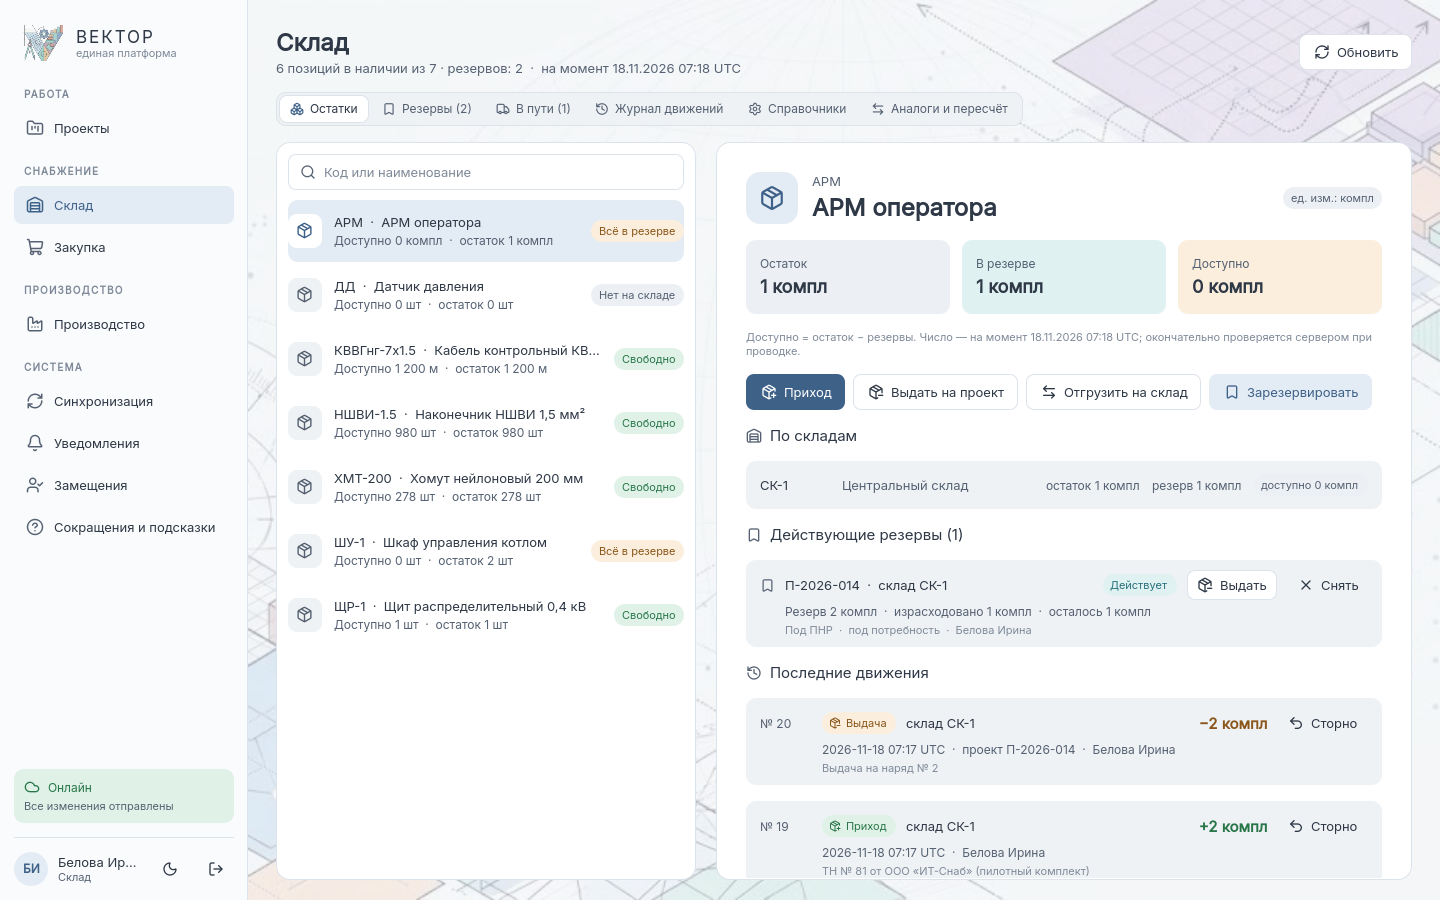 ВЕКТОР
единая платформа
РАБОТА
Проекты
СНАБЖЕНИЕ
Склад
Закупка
ПРОИЗВОДСТВО
Производство
СИСТЕМА
Синхронизация
Уведомления
Замещения
Сокращения и подсказки
Онлайн
Все изменения отправлены
БИ
Белова Ир...
Склад
Склад
6 позиций в наличии из 7 · резервов: 2 · на момент 18.11.2026 07:18 UTC
Обновить
Остатки
Резервы (2)
В пути (1)
Журнал движений
Справочники
Аналоги и пересчёт
Код или наименование
АРМ · АРМ оператора
Доступно 0 компл · остаток 1 компл
Всё в резерве
ДД · Датчик давления
Доступно 0 шт · остаток 0 шт
Нет на складе
КВВГнг-7х1.5 · Кабель контрольный КВ...
Доступно 1 200 м · остаток 1 200 м
Свободно
НШВИ-1.5 · Наконечник НШВИ 1,5 мм²
Доступно 980 шт · остаток 980 шт
Свободно
ХМТ-200 · Хомут нейлоновый 200 мм
Доступно 278 шт · остаток 278 шт
Свободно
ШУ-1 · Шкаф управления котлом
Доступно 0 шт · остаток 2 шт
Всё в резерве
ЩР-1 · Щит распределительный 0,4 кВ
Доступно 1 шт · остаток 1 шт
Свободно
АРМ
АРМ оператора
ед. изм.: компл
Остаток
1 компл
В резерве
1 компл
Доступно
0 компл
Доступно = остаток − резервы. Число — на момент 18.11.2026 07:18 UTC; окончательно проверяется сервером при
проводке.
Приход
Выдать на проект
Отгрузить на склад
Зарезервировать
По складам
СК-1
Центральный склад
остаток 1 компл
резерв 1 компл
доступно 0 компл
Действующие резервы (1)
П-2026-014 · склад СК-1
Действует
Выдать
Снять
Резерв 2 компл · израсходовано 1 компл · осталось 1 компл
Под ПНР · под потребность · Белова Ирина
Последние движения
№ 20
Выдача
склад СК-1
−2 компл
Сторно
2026-11-18 07:17 UTC · проект П-2026-014 · Белова Ирина
Выдача на наряд № 2
№ 19
Приход
склад СК-1
+2 компл
Сторно
2026-11-18 07:17 UTC · Белова Ирина
ТН № 81 от ООО «ИТ-Снаб» (пилотный комплект)